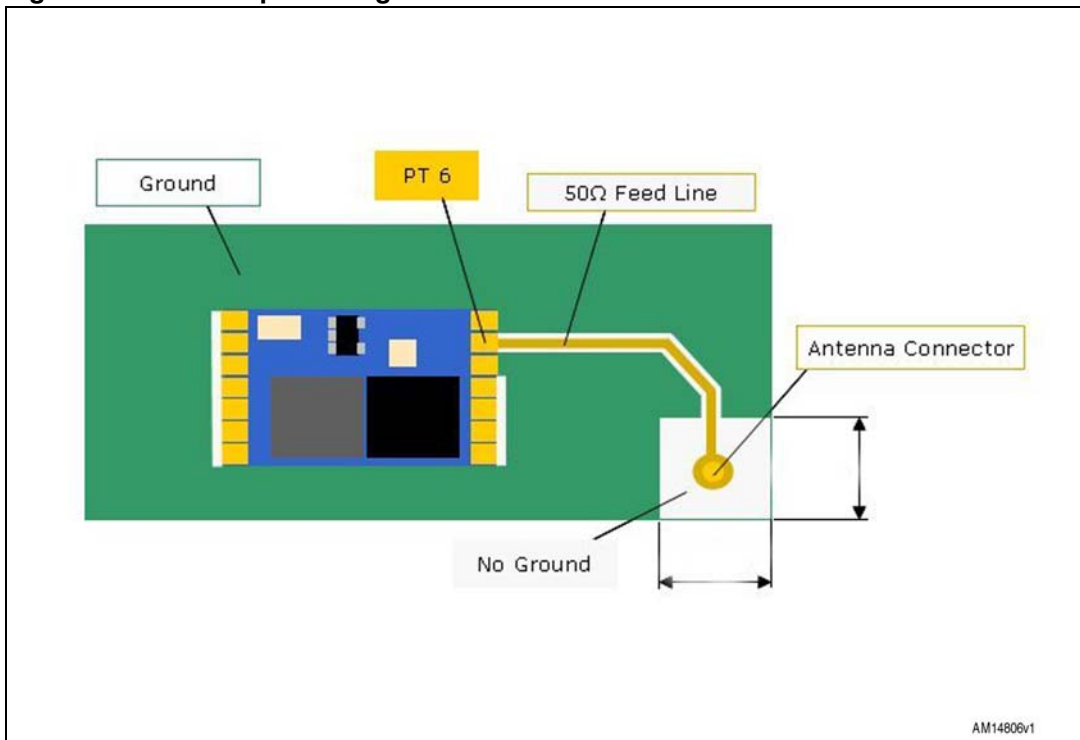 Ground
PT 6
50Ω Feed Line
Antenna Connector
No Ground
AM14806v1